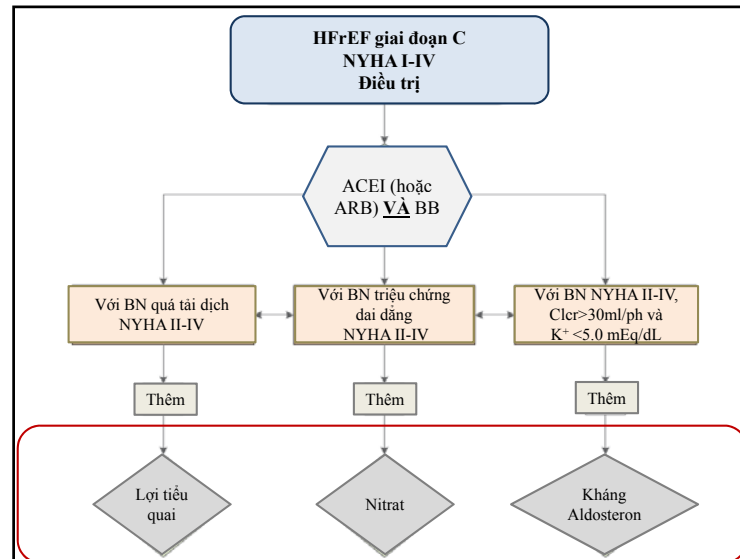 HFrEF giai đoạn C
NYHA I-IV
Điều trị
ACEI (hoặc
ARB) VÀ BB
Với BN quá tải dịch
NYHA II-IV
Với BN triệu chứng
dai dẳng
NYHA II-IV
Với BN NYHA II-IV,
Clcr>30ml/ph và
K⁺ <5.0 mEq/dL
Thêm
Thêm
Thêm
Lợi tiểu
quai
Nitrat
Kháng
Aldosteron